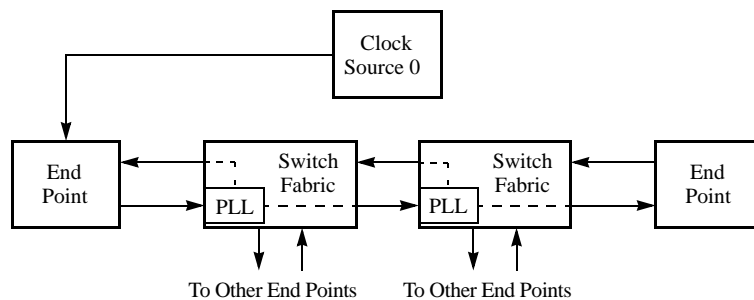 Clock
Source 0
End
Point
Switch
Fabric
PLL
Switch
Fabric
PLL
End
Point
To Other End Points
To Other End Points